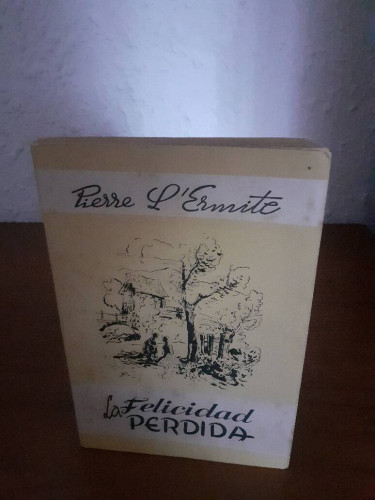 Pierre L'Ermite
La Felicidad
PERDIDA